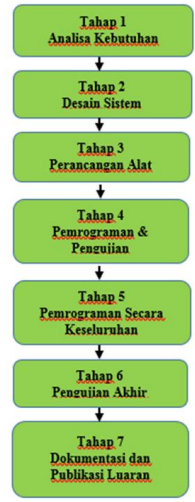 Tahap 1
Analisa Kebutuhan
Tahap 2
Desain Sistem
Tahap 3
Perancangan Alat
Tahap 4
Pemrograman &
Pengujian
Tahap 5
Pemrograman Secara
Keseluruhan
Tahap 6
Pengujian Akhir
Tahap 7
Dokumentasi dan
Publikasi Luaran